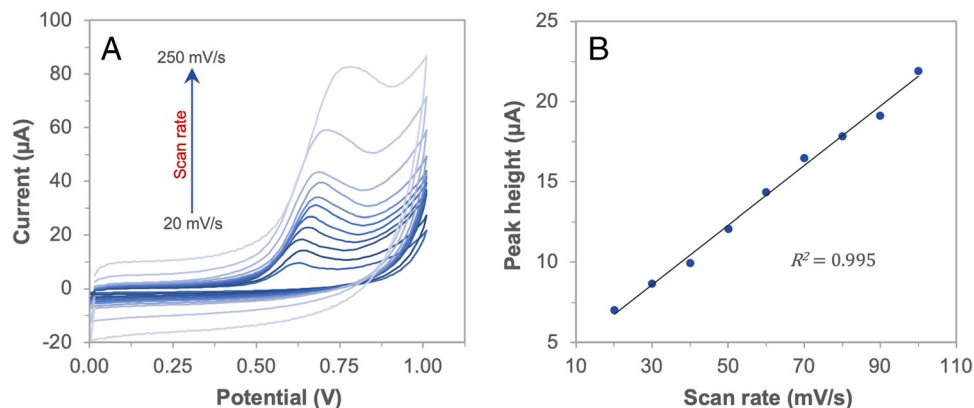 A
100
80
60
40
20
0
-20
Current (µA)
250 mV/s
Scan rate
20 mV/s
0.00 0.25 0.50 0.75 1.00
Potential (V)
B
25
20
15
10
5
Peak height (µA)
R² = 0.995
10 30 50 70 90 110
Scan rate (mV/s)